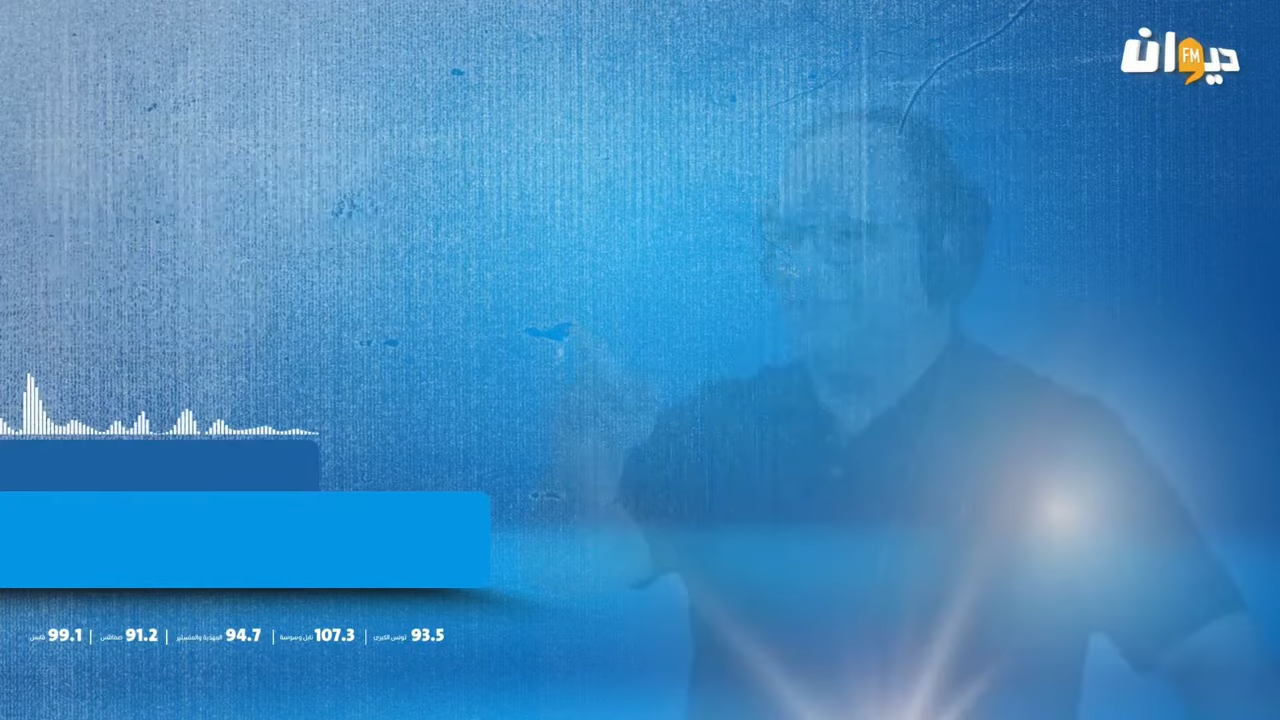 ديوان FM
93.5 تونس الكبرى | 107.3 نابل وسوسة | 94.7 المهدية والمنستير | 91.2 صفاقس | 99.1 قابس